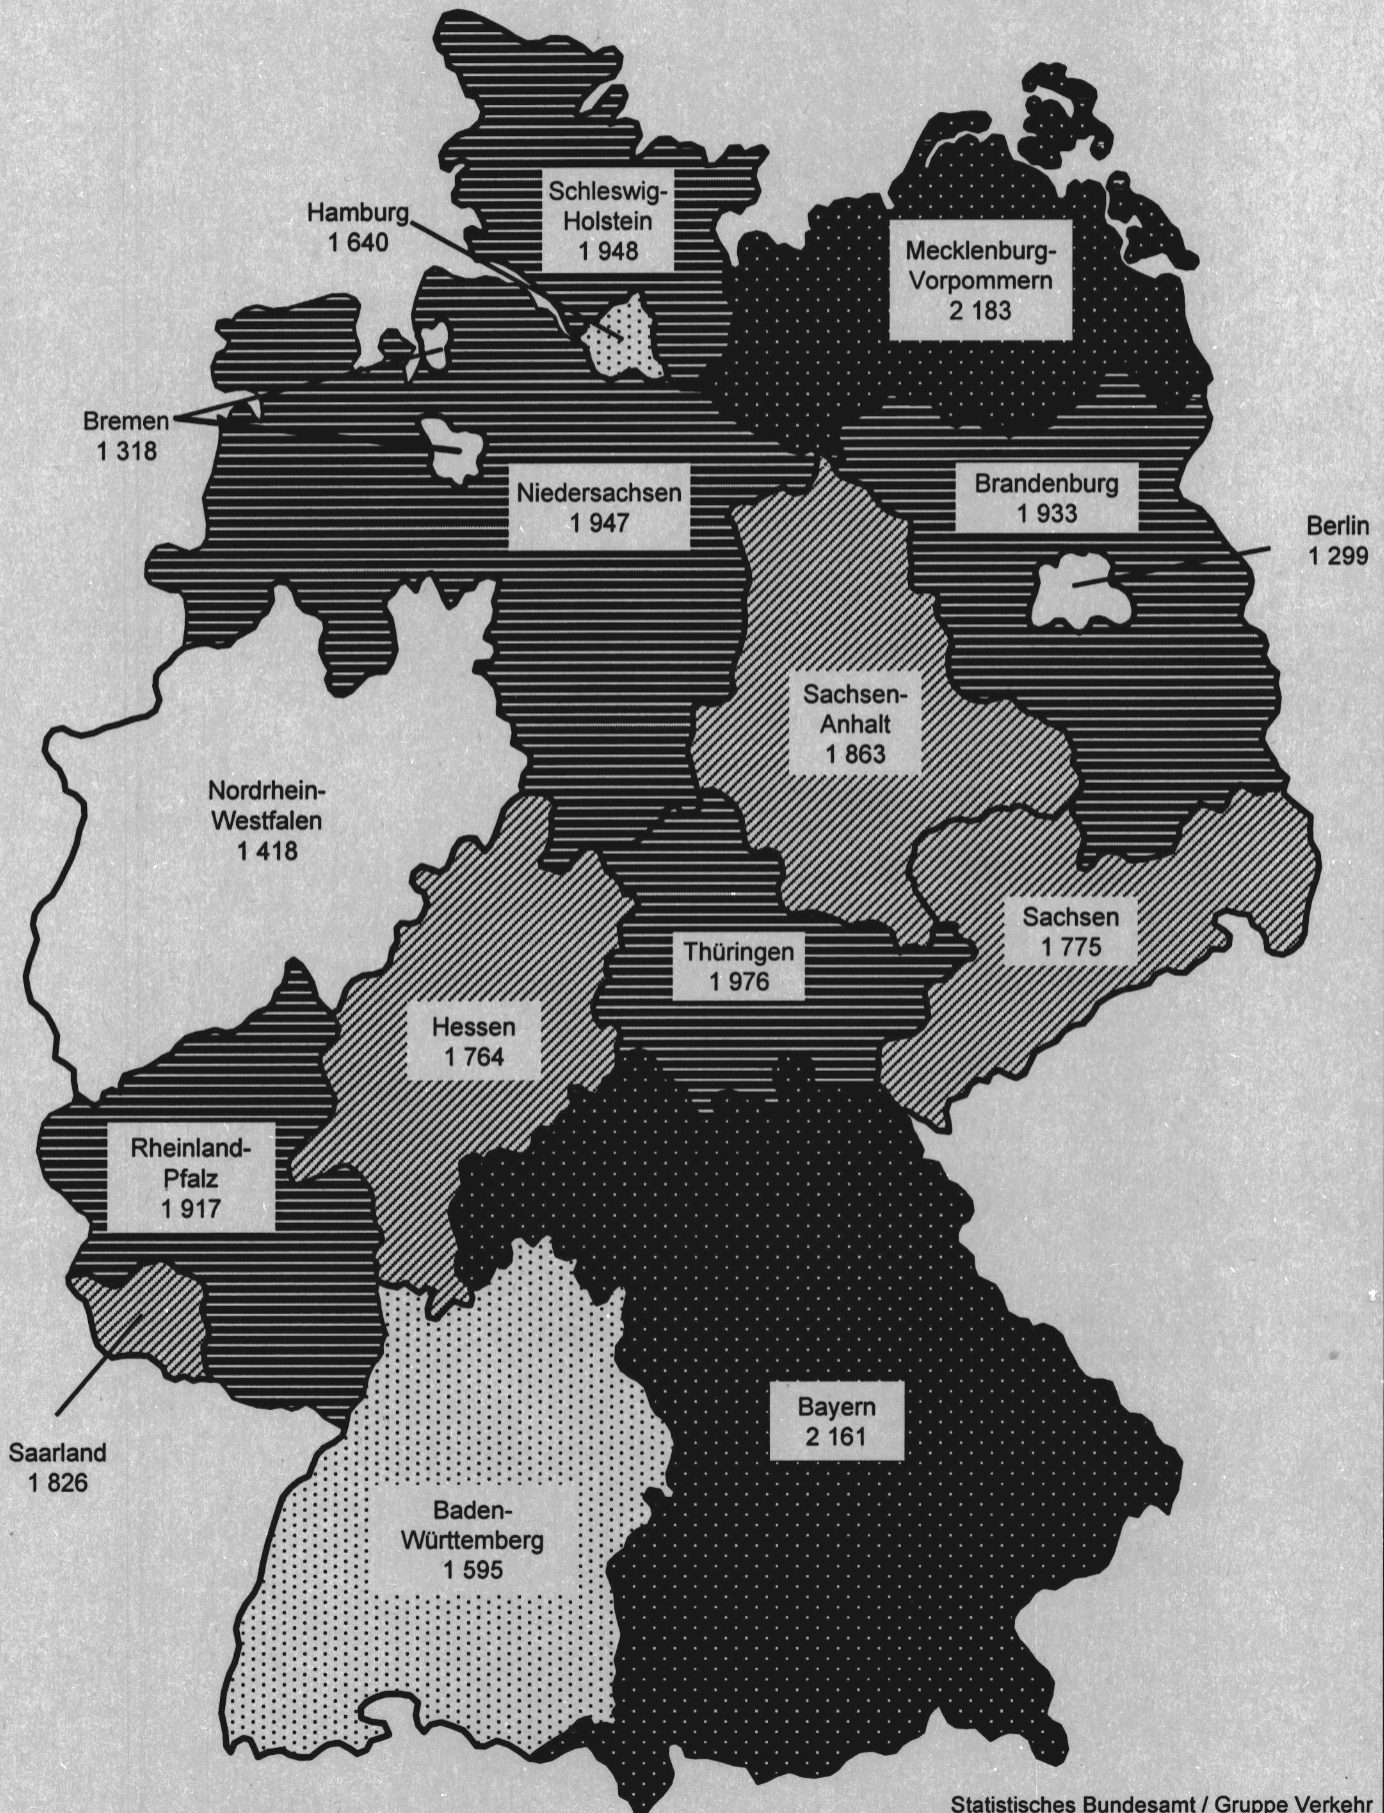 Schleswig-
Holstein
1 948
Hamburg
1 640
Mecklenburg-
Vorpommern
2 183
Bremen
1 318
Niedersachsen
1 947
Brandenburg
1 933
Berlin
1 299
Sachsen-
Anhalt
1 863
Nordrhein-
Westfalen
1 418
Sachsen
1 775
Thüringen
1 976
Hessen
1 764
Rheinland-
Pfalz
1 917
Saarland
1 826
Bayern
2 161
Baden-
Württemberg
1 595
Statistisches Bundesamt / Gruppe Verkehr